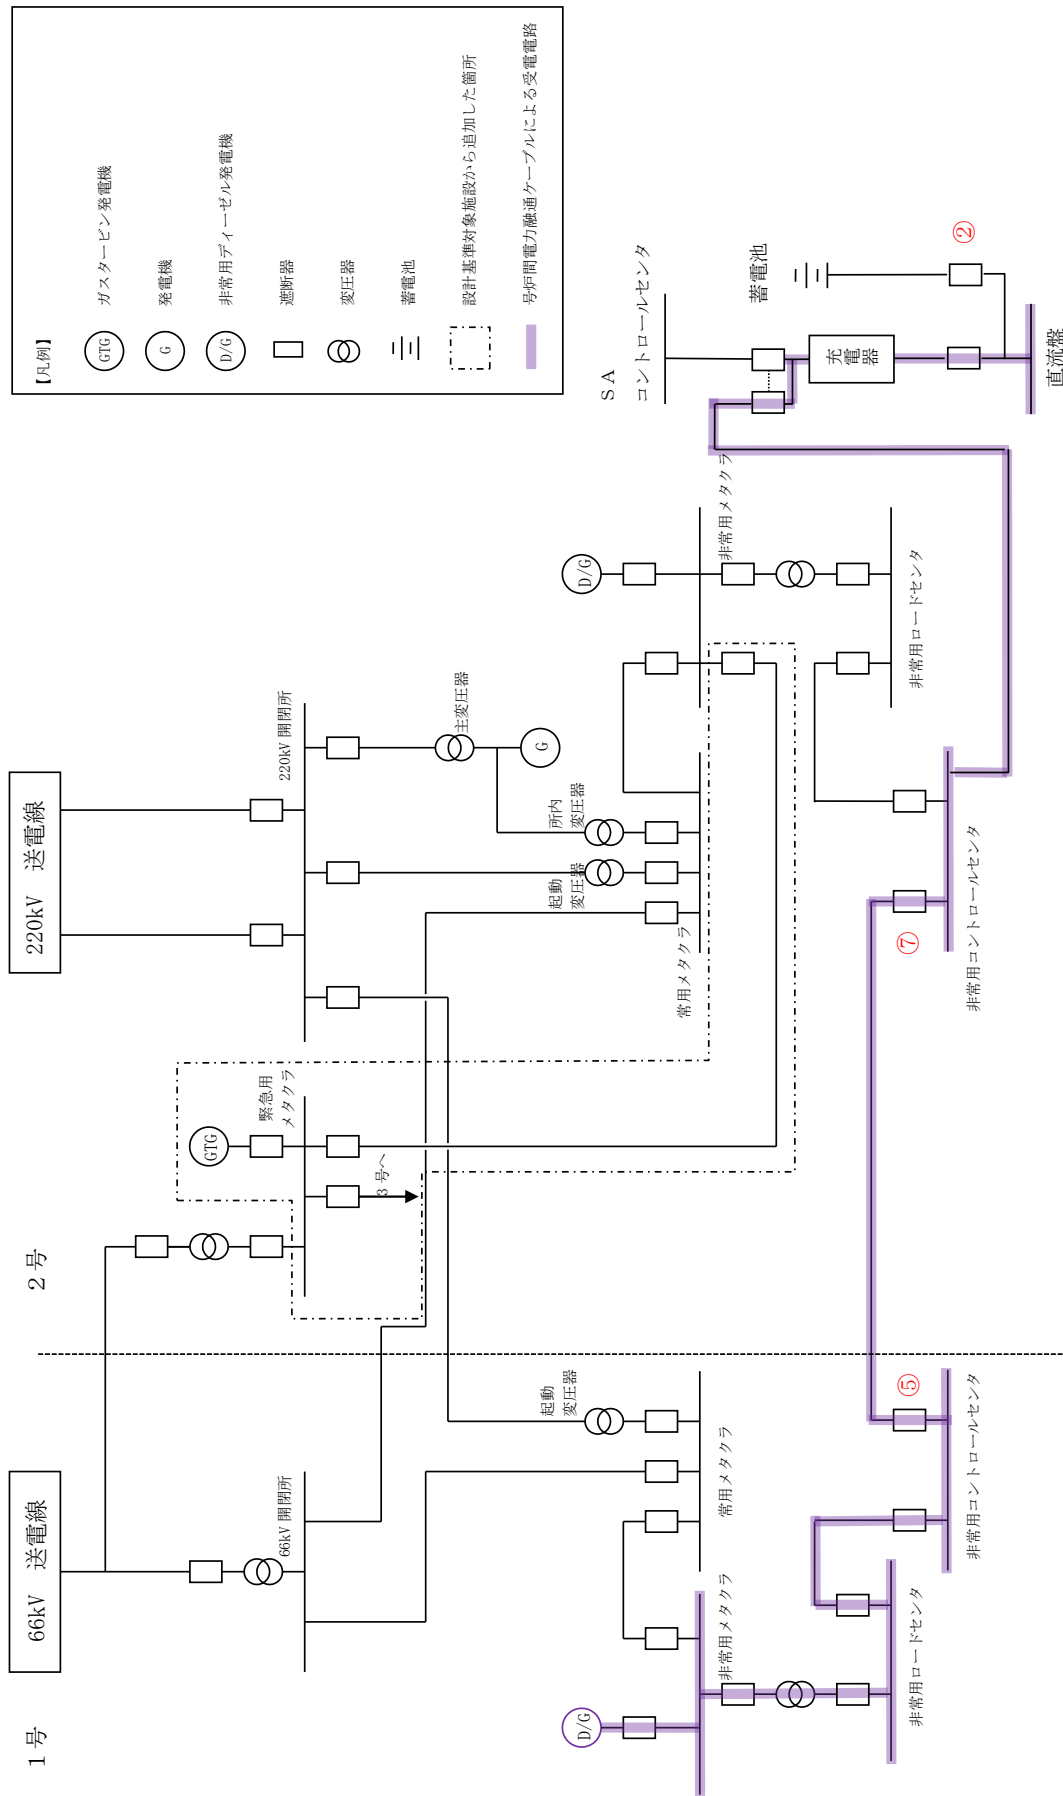 1号
2号
66kV 送電線
220kV 送電線
66kV 開閉所
220kV 開閉所
GTG
緊急用
メタクラ
3 号へ
主変圧器
G
所内
変圧器
起動
変圧器
起動
変圧器
常用メタクラ
常用メタクラ
D/G
D/G
非常用メタクラ
非常用メタクラ
非常用ロードセンタ
非常用ロードセンタ
⑤
⑦
非常用コントロールセンタ
非常用コントロールセンタ
SA
コントロールセンタ
蓄電池
②
充電器
直流盤
【凡例】
GTG ガスタービン発電機
G 発電機
D/G 非常用ディーゼル発電機
遮断器
変圧器
蓄電池
設計基準対象施設から追加した箇所
号炉間電力融通ケーブルによる受電電路